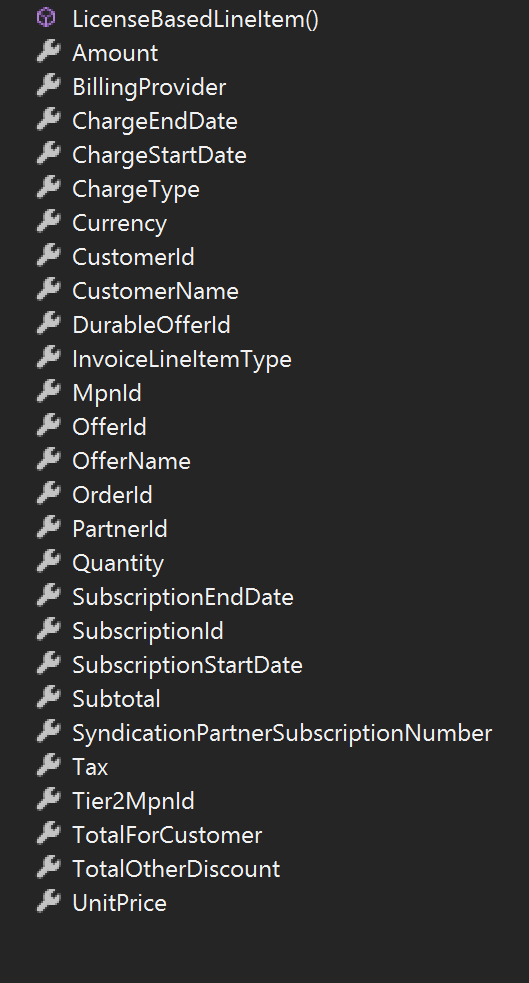 LicenseBasedLineItem()
Amount
BillingProvider
ChargeEndDate
ChargeStartDate
ChargeType
Currency
CustomerId
CustomerName
DurableOfferId
InvoiceLineItemType
MpnId
OfferId
OfferName
OrderId
PartnerId
Quantity
SubscriptionEndDate
SubscriptionId
SubscriptionStartDate
Subtotal
SyndicationPartnerSubscriptionNumber
Tax
Tier2MpnId
TotalForCustomer
TotalOtherDiscount
UnitPrice